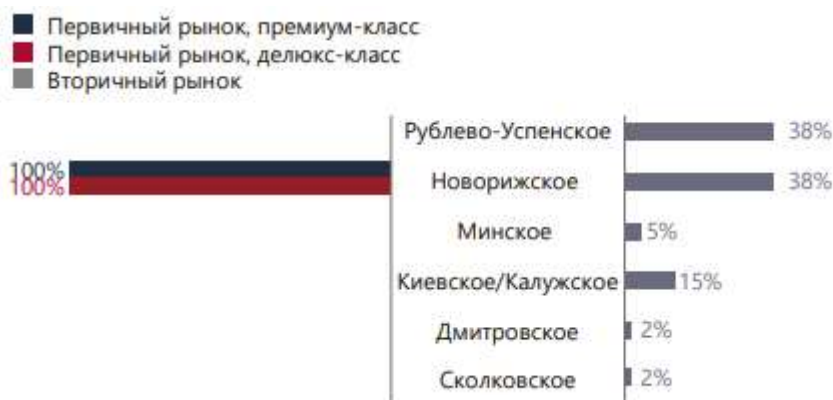 Первичный рынок, премиум-класс
Первичный рынок, делюкс-класс
Вторичный рынок
Рублево-Успенское 38%
100%
100% Новорижское 38%
Минское 5%
Киевское/Калужское 15%
Дмитровское 2%
Сколковское 2%